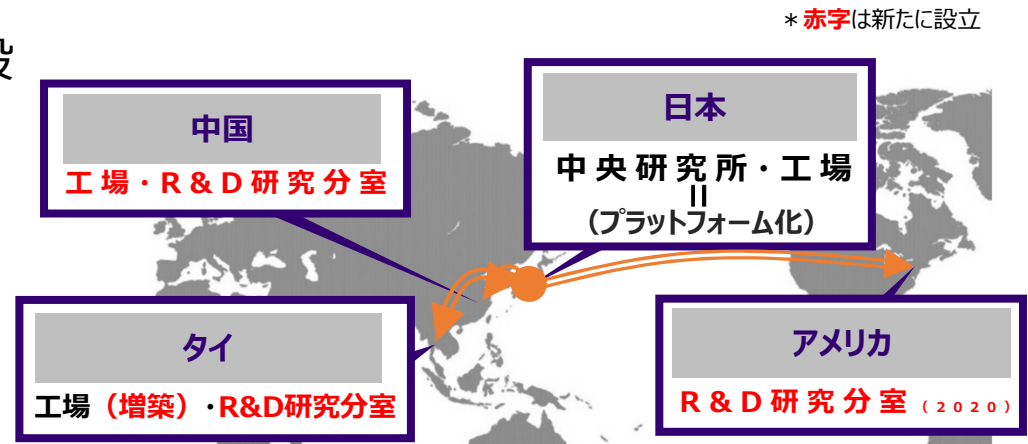 ＊赤字は新たに設立
設
中国
工場・R＆D研究分室
日本
中央研究所・工場
＝
（プラットフォーム化）
タイ
工場（増築）・R&D研究分室
アメリカ
R＆D研究分室（2020）